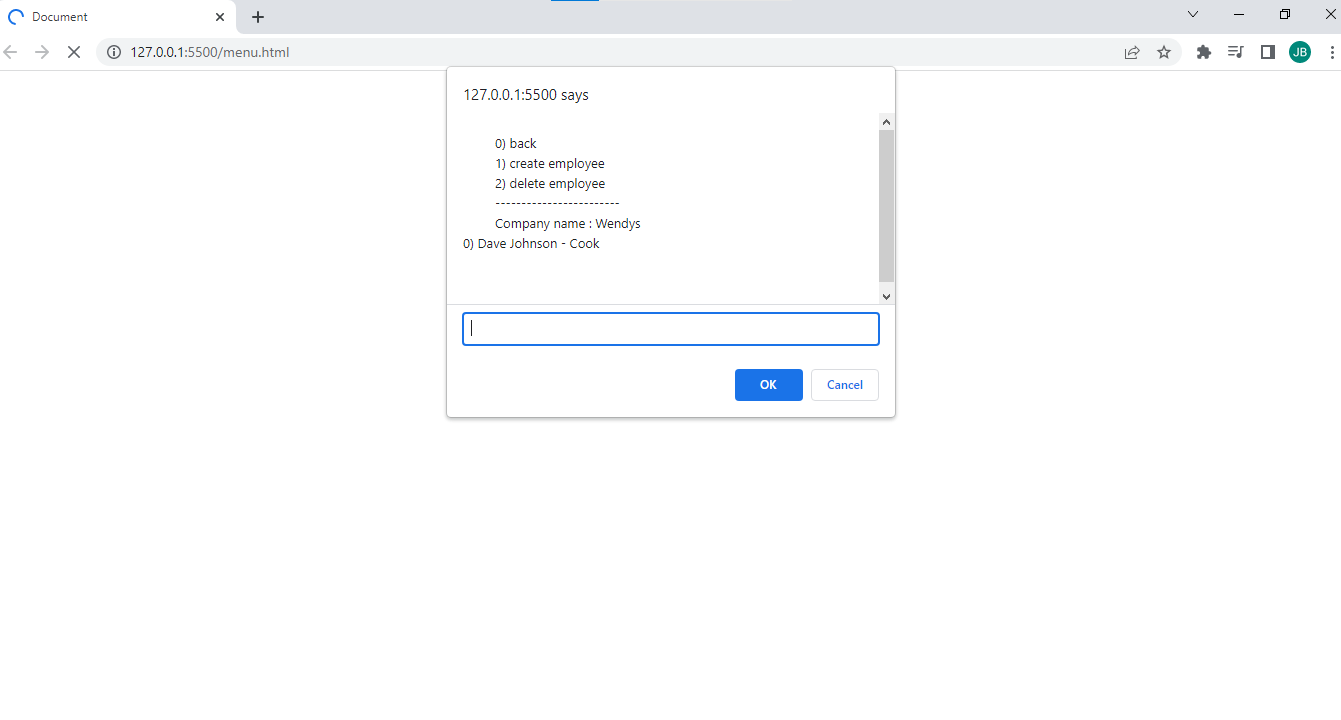 Document
127.0.0.1:5500/menu.html
JB
127.0.0.1:5500 says
0) back
1) create employee
2) delete employee
------------------------
Company name : Wendys
0) Dave Johnson - Cook
OK
Cancel